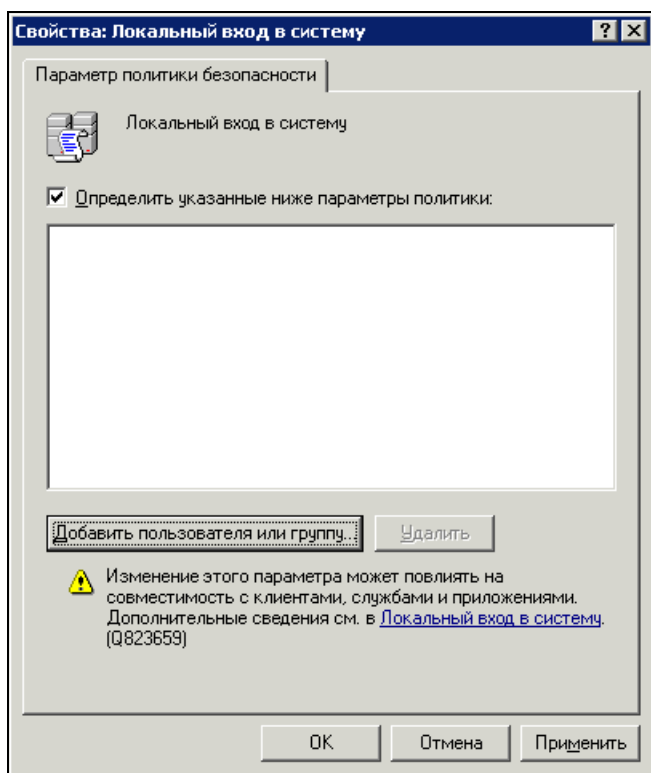 Свойства: Локальный вход в систему
Параметр политики безопасности
Локальный вход в систему
Определить указанные ниже параметры политики:
Добавить пользователя или группу... Удалить
Изменение этого параметра может повлиять на
совместимость с клиентами, службами и приложениями.
Дополнительные сведения см. в Локальный вход в систему.
(Q823659)
OK Отмена Применить